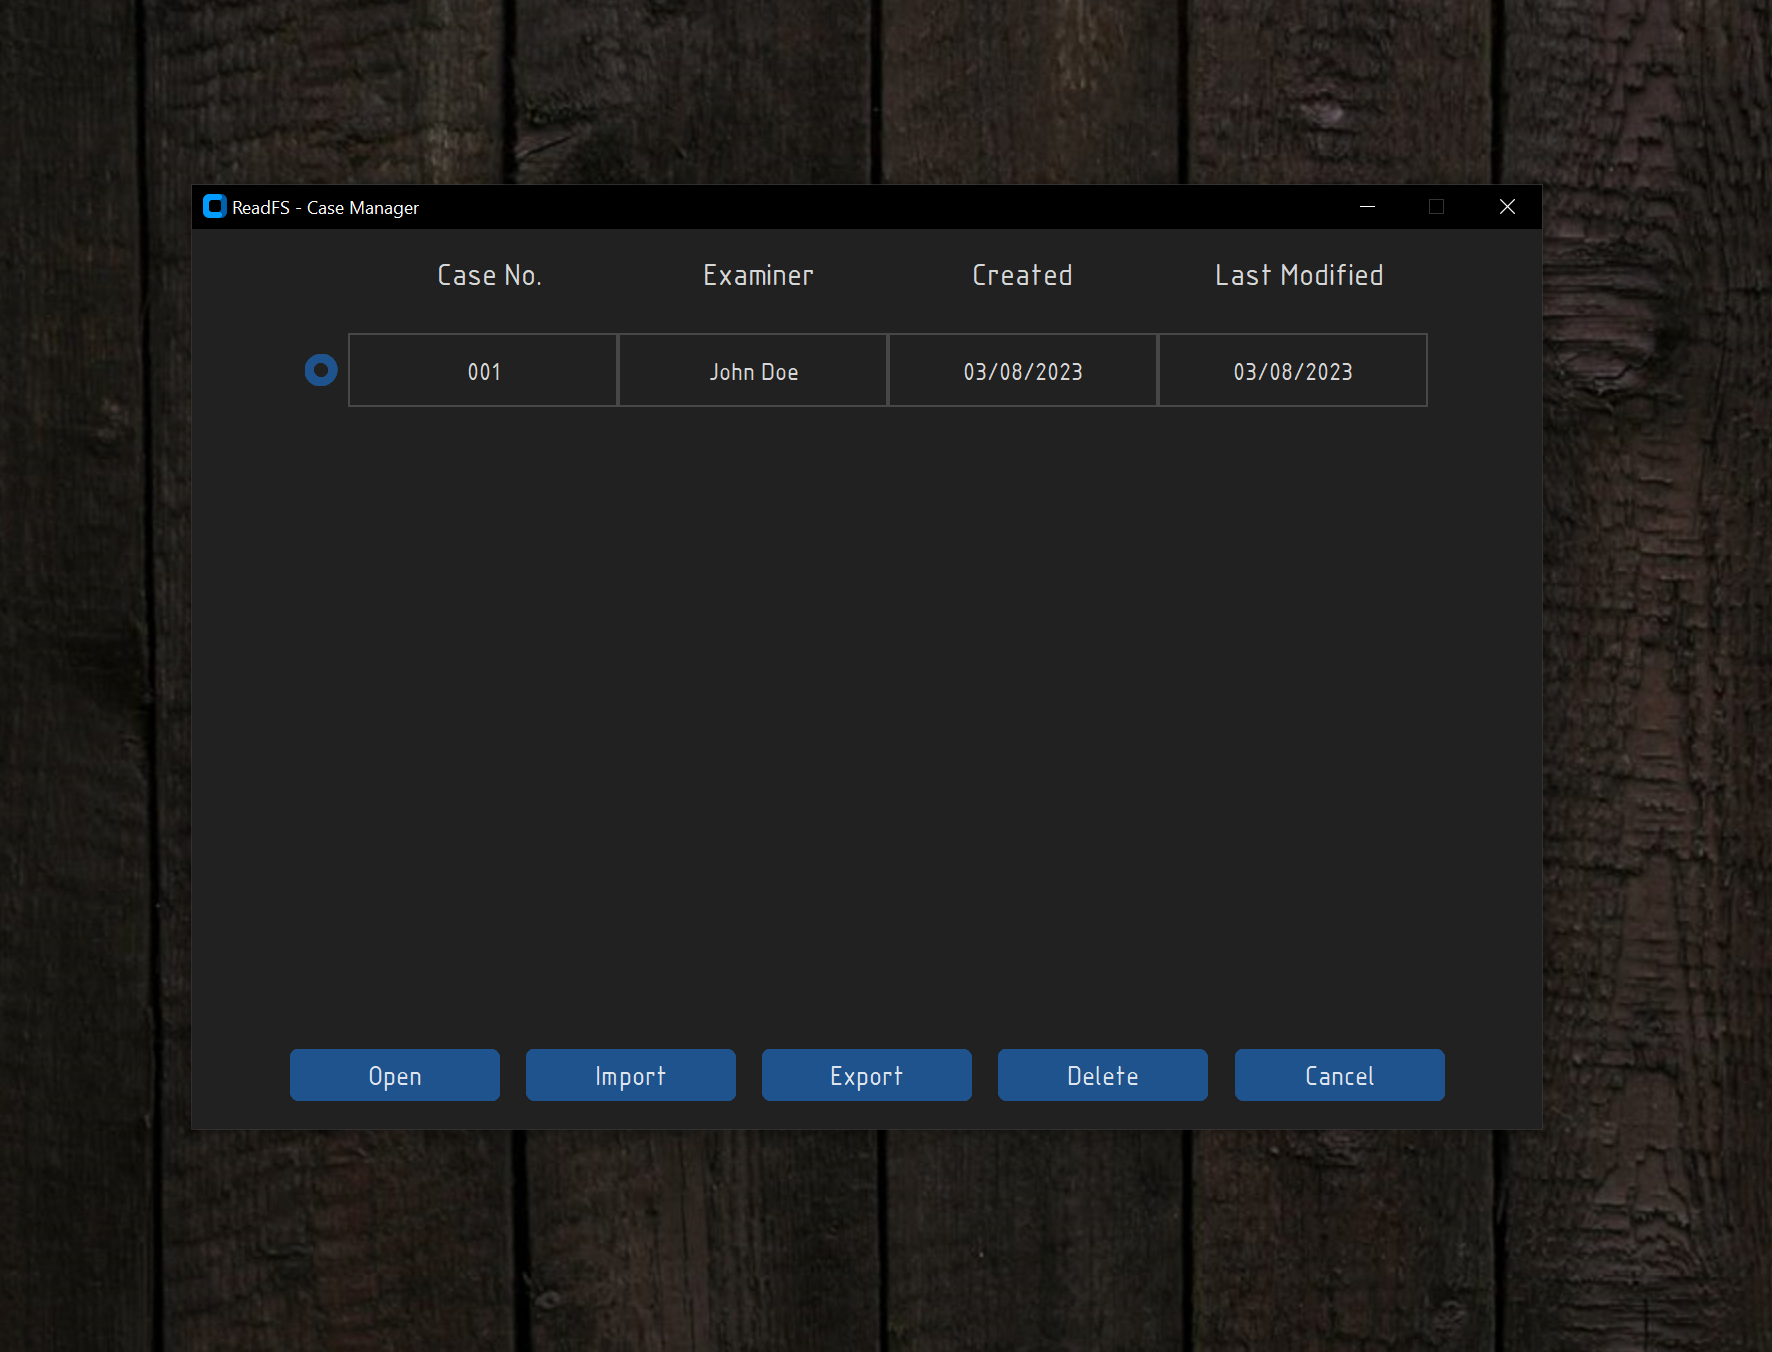 ReadFS - Case Manager
Case No. Examiner Created Last Modified
001 John Doe 03/08/2023 03/08/2023
Open Import Export Delete Cancel